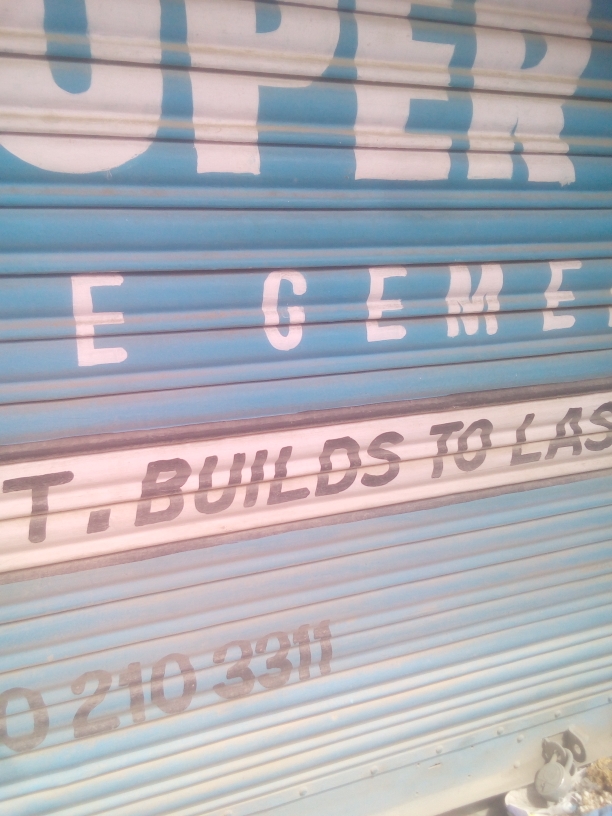 UPER
E CEME
T. BUILDS TO LAS
0 210 3311